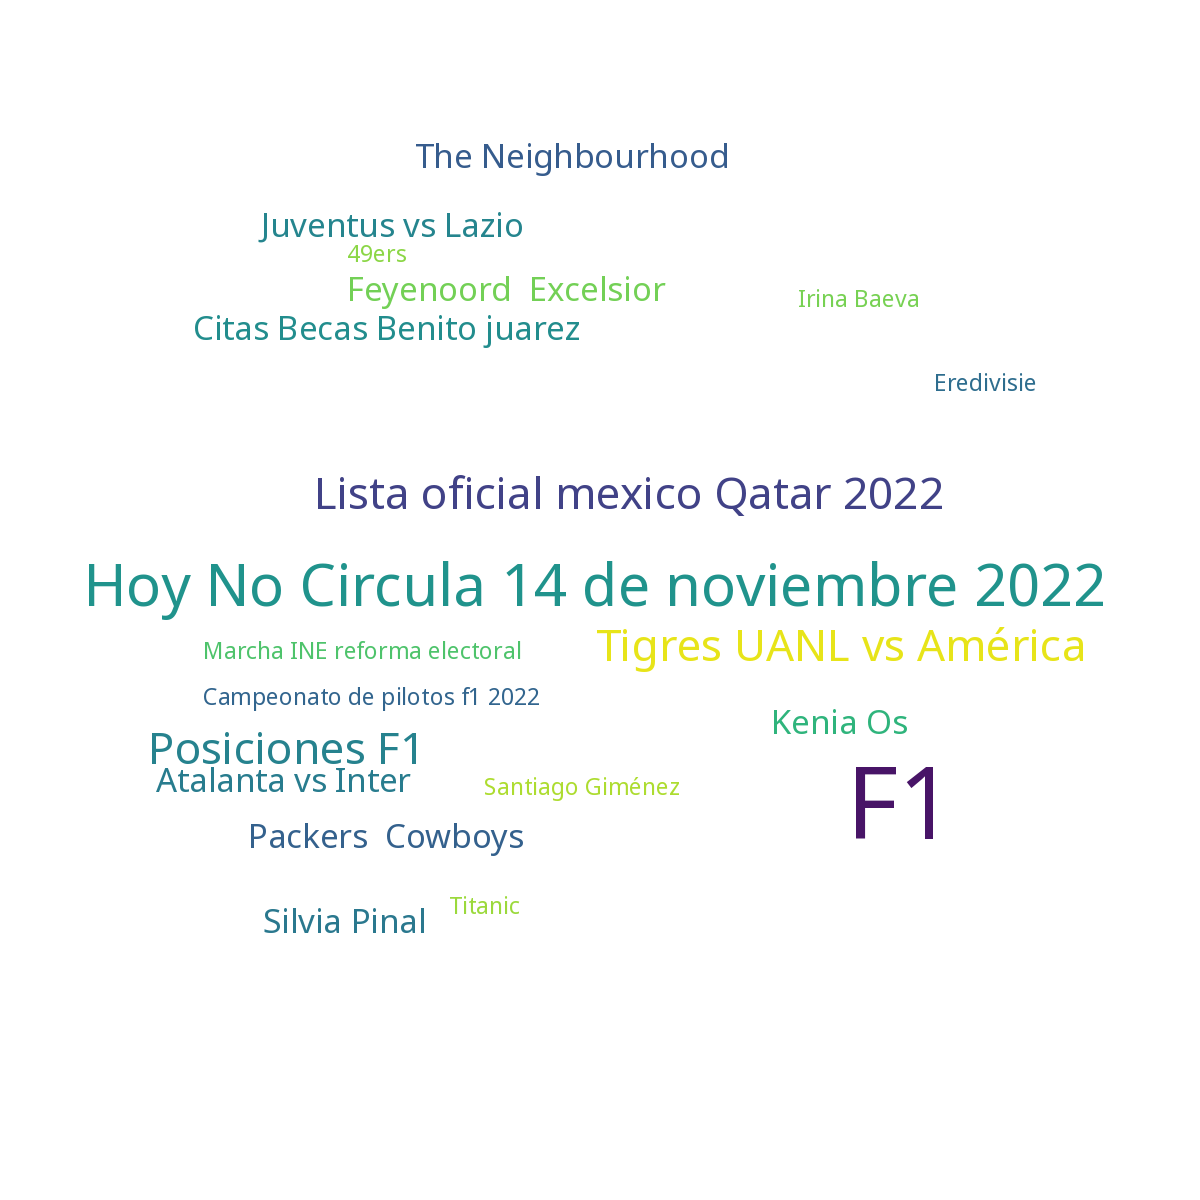 The Neighbourhood
Juventus vs Lazio
49ers
Feyenoord  Excelsior
Irina Baeva
Citas Becas Benito juarez
Eredivisie
Lista oficial mexico Qatar 2022
Hoy No Circula 14 de noviembre 2022
Marcha INE reforma electoral
Tigres UANL vs América
Campeonato de pilotos f1 2022
Kenia Os
Posiciones F1
Atalanta vs Inter
Santiago Giménez
F1
Packers  Cowboys
Titanic
Silvia Pinal